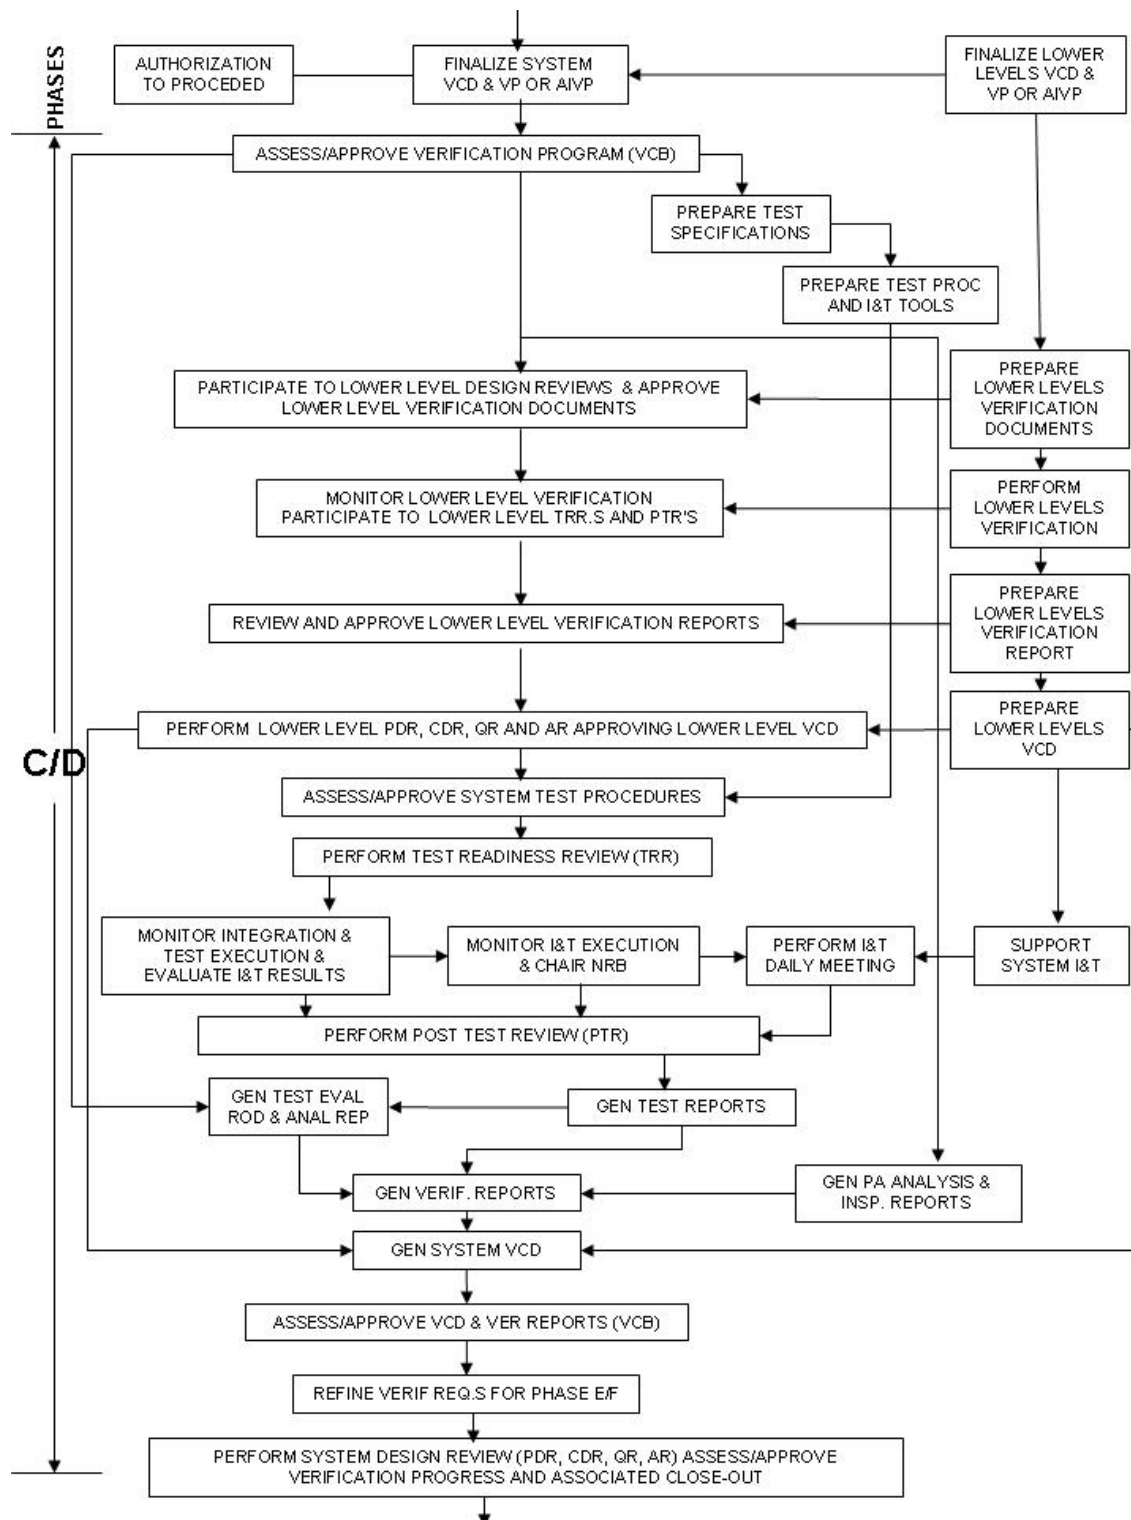 PHASES
AUTHORIZATION
TO PROCEDED
FINALIZE SYSTEM
VCD & VP OR AIVP
FINALIZE LOWER
LEVELS VCD &
VP OR AIVP
ASSESS/APPROVE VERIFICATION PROGRAM (VCB)
PREPARE TEST
SPECIFICATIONS
PREPARE TEST PROC
AND I&T TOOLS
PARTICIPATE TO LOWER LEVEL DESIGN REVIEWS & APPROVE
LOWER LEVEL VERIFICATION DOCUMENTS
PREPARE
LOWER LEVELS
VERIFICATION
DOCUMENTS
MONITOR LOWER LEVEL VERIFICATION
PARTICIPATE TO LOWER LEVEL TRR.S AND PTR'S
PERFORM
LOWER LEVELS
VERIFICATION
REVIEW AND APPROVE LOWER LEVEL VERIFICATION REPORTS
PREPARE
LOWER LEVELS
VERIFICATION
REPORT
PERFORM LOWER LEVEL PDR, CDR, QR AND AR APPROVING LOWER LEVEL VCD
PREPARE
LOWER LEVELS
VCD
C/D
ASSESS/APPROVE SYSTEM TEST PROCEDURES
PERFORM TEST READINESS REVIEW (TRR)
MONITOR INTEGRATION &
TEST EXECUTION &
EVALUATE I&T RESULTS
MONITOR I&T EXECUTION
& CHAIR NRB
PERFORM I&T
DAILY MEETING
SUPPORT
SYSTEM I&T
PERFORM POST TEST REVIEW (PTR)
GEN TEST EVAL
ROD & ANAL REP
GEN TEST REPORTS
GEN VERIF. REPORTS
GEN PA ANALYSIS &
INSP. REPORTS
GEN SYSTEM VCD
ASSESS/APPROVE VCD & VER REPORTS (VCB)
REFINE VERIF REQ.S FOR PHASE E/F
PERFORM SYSTEM DESIGN REVIEW (PDR, CDR, QR, AR) ASSESS/APPROVE
VERIFICATION PROGRESS AND ASSOCIATED CLOSE-OUT